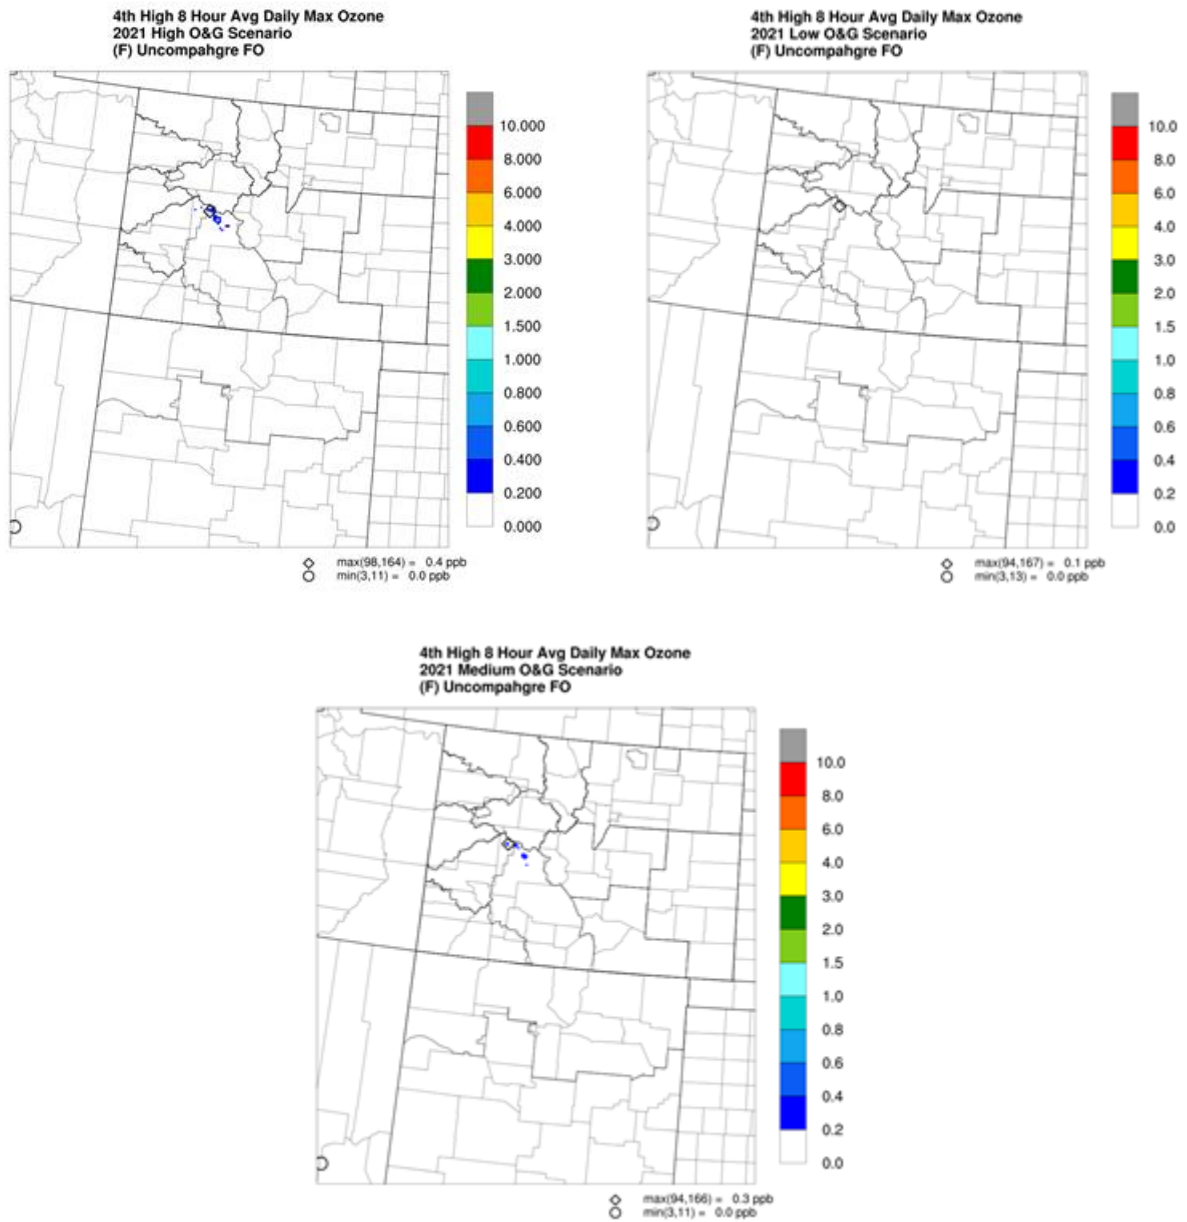 4th High 8 Hour Avg Daily Max Ozone
2021 High O&G Scenario
(F) Uncompahgre FO
10.000
8.000
6.000
4.000
3.000
2.000
1.500
1.000
0.800
0.600
0.400
0.200
0.000
max(98,164) = 0.4 ppb
min(3,11) = 0.0 ppb
4th High 8 Hour Avg Daily Max Ozone
2021 Low O&G Scenario
(F) Uncompahgre FO
10.0
8.0
6.0
4.0
3.0
2.0
1.5
1.0
0.8
0.6
0.4
0.2
0.0
max(94,167) = 0.1 ppb
min(3,13) = 0.0 ppb
4th High 8 Hour Avg Daily Max Ozone
2021 Medium O&G Scenario
(F) Uncompahgre FO
10.0
8.0
6.0
4.0
3.0
2.0
1.5
1.0
0.8
0.6
0.4
0.2
0.0
max(94,166) = 0.3 ppb
min(3,11) = 0.0 ppb